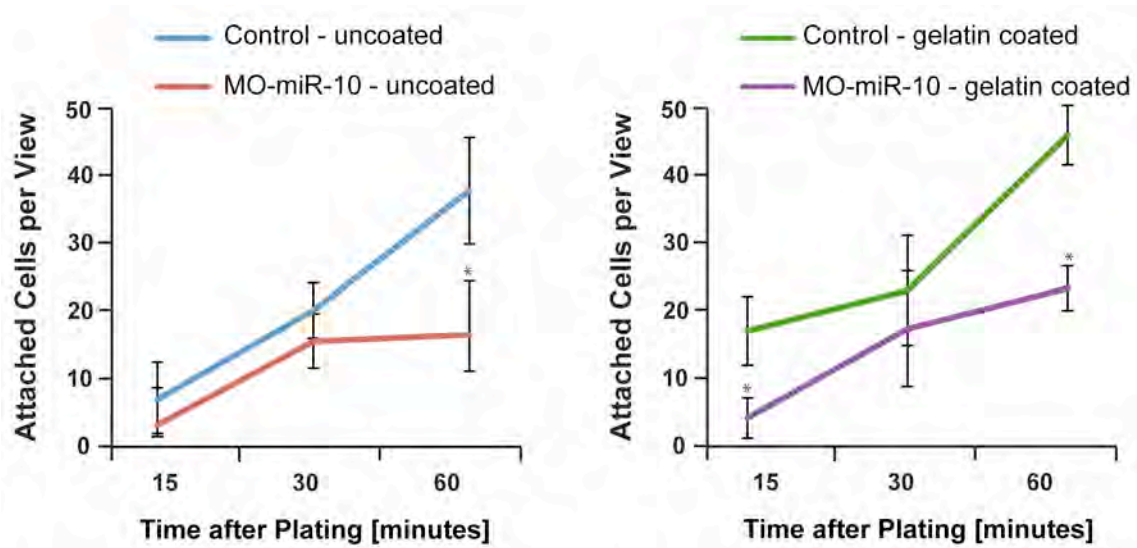 Control - uncoated
MO-miR-10 - uncoated
Attached Cells per View
50
40
30
20
10
0
15 30 60
Time after Plating [minutes]
*
Control - gelatin coated
MO-miR-10 - gelatin coated
Attached Cells per View
50
40
30
20
10
0
15 30 60
Time after Plating [minutes]
*
*